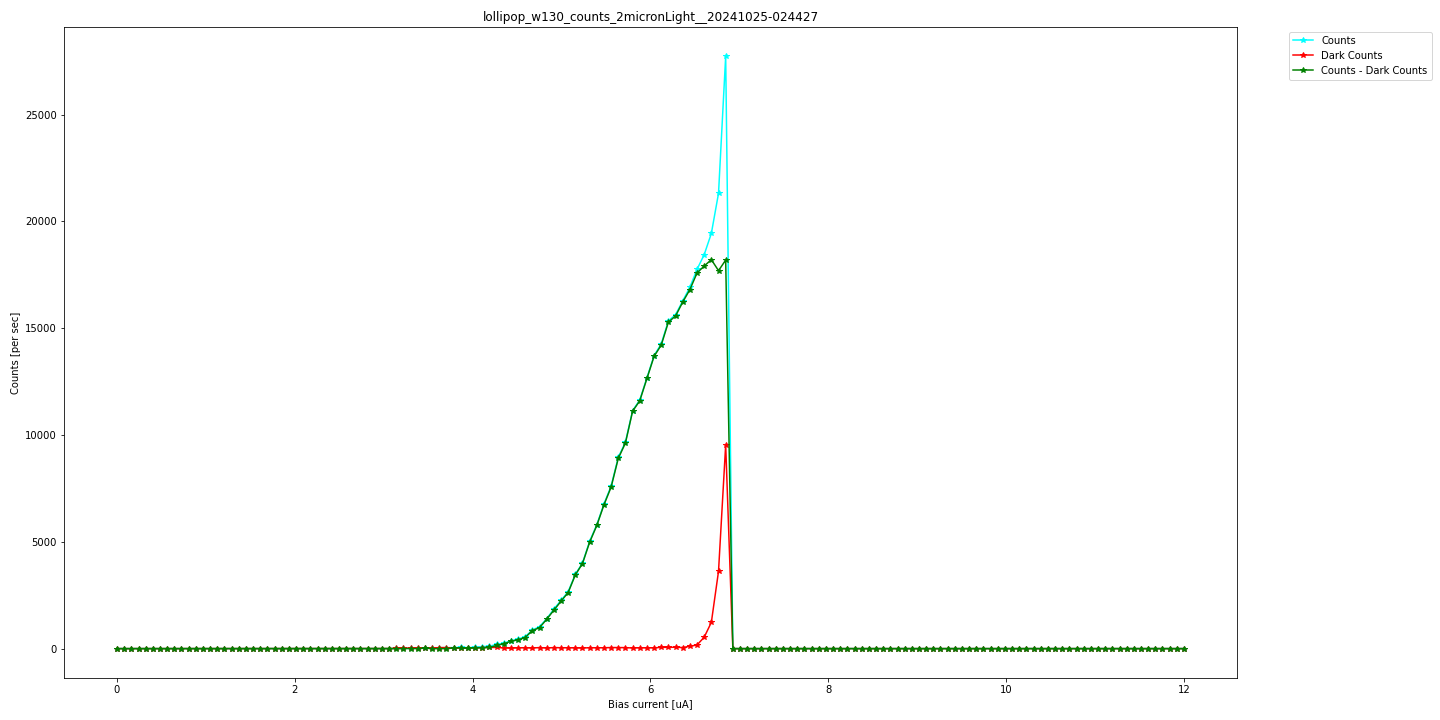 lollipop_w130_counts_2micronLight__20241025-024427
Counts
Dark Counts
Counts - Dark Counts
Counts [per sec]
25000
20000
15000
10000
5000
0
0 2 4 6 8 10 12
Bias current [uA]